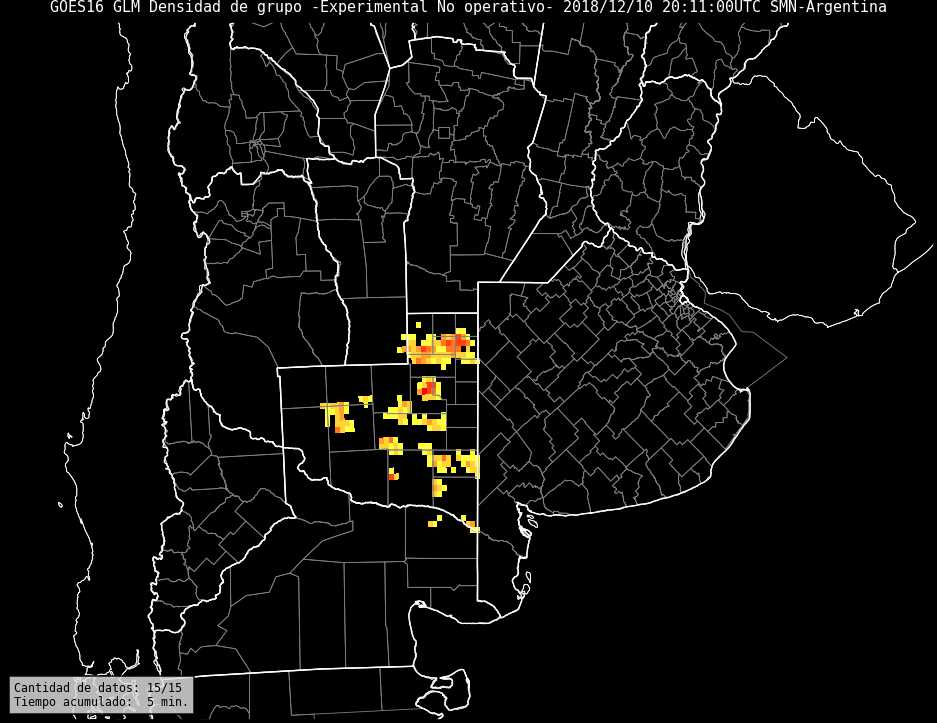 GOES16 GLM Densidad de grupo -Experimental No operativo- 2018/12/10 20:11:00UTC SMN-Argentina
Cantidad de datos: 15/15
Tiempo acumulado:  5 min.